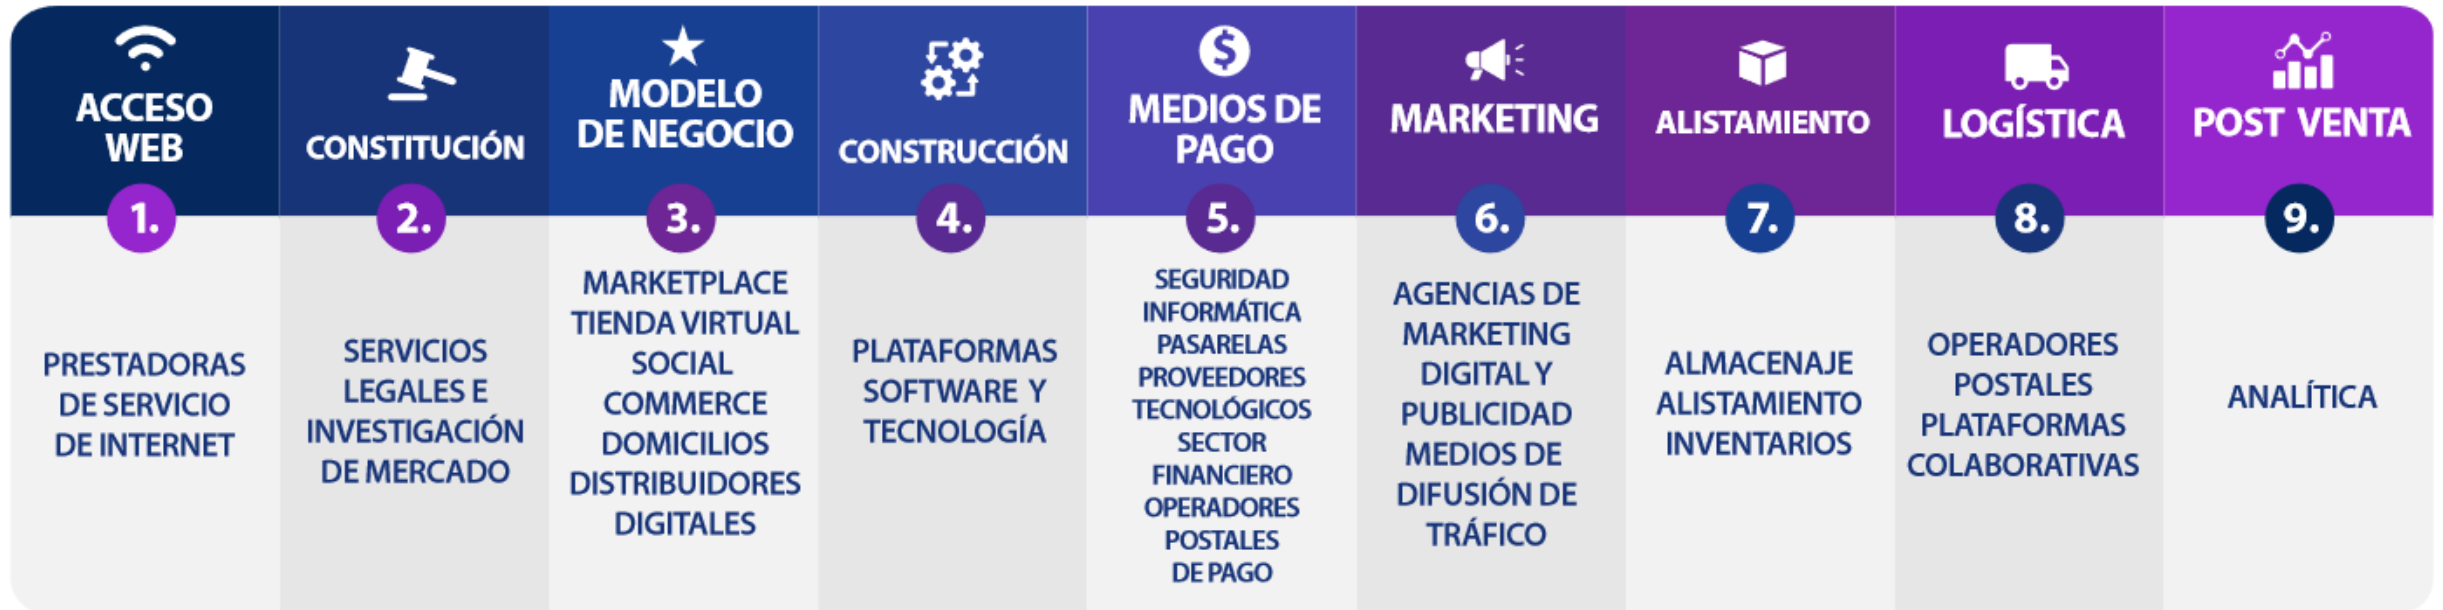 ACCESO
WEB
1.
PRESTADORAS
DE SERVICIO
DE INTERNET
CONSTITUCIÓN
2.
SERVICIOS
LEGALES E
INVESTIGACIÓN
DE MERCADO
MODELO
DE NEGOCIO
3.
MARKETPLACE
TIENDA VIRTUAL
SOCIAL
COMMERCE
DOMICILIOS
DISTRIBUIDORES
DIGITALES
CONSTRUCCIÓN
4.
PLATAFORMAS
SOFTWARE Y
TECNOLOGÍA
MEDIOS DE
PAGO
5.
SEGURIDAD
INFORMÁTICA
PASARELAS
PROVEEDORES
TECNOLÓGICOS
SECTOR
FINANCIERO
OPERADORES
POSTALES
DE PAGO
MARKETING
6.
AGENCIAS DE
MARKETING
DIGITAL Y
PUBLICIDAD
MEDIOS DE
DIFUSIÓN DE
TRÁFICO
ALISTAMIENTO
7.
ALMACENAJE
ALISTAMIENTO
INVENTARIOS
LOGÍSTICA
8.
OPERADORES
POSTALES
PLATAFORMAS
COLABORATIVAS
POST VENTA
9.
ANALÍTICA